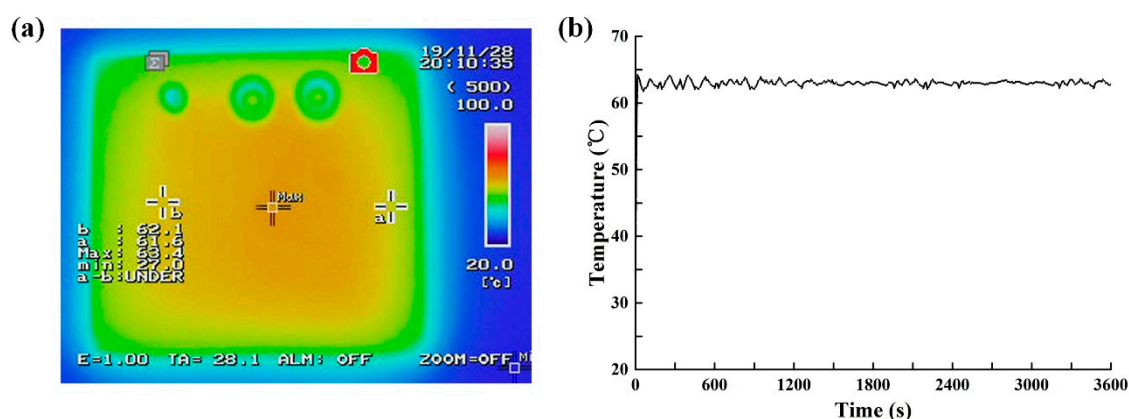 (a)
19/11/28
20:10:35
( 500)
100.0
Max
b
a
b : 62.1
a : 61.6
Max: 63.4
min: 27.0
a-b:UNDER
20.0
[℃]
E=1.00 TA= 28.1 ALM: OFF ZOOM=OFF Mi
(b)
70
60
50
40
30
20
0 600 1200 1800 2400 3000 3600
Temperature (℃)
Time (s)